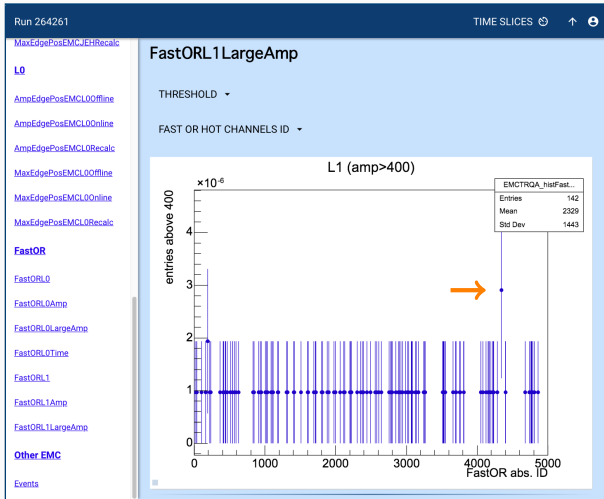 Run 264261
TIME SLICES
MaxEdgePosEMCJEHRecalc
L0
AmpEdgePosEMCL0Offline
AmpEdgePosEMCL0Online
AmpEdgePosEMCL0Recalc
MaxEdgePosEMCL0Offline
MaxEdgePosEMCL0Online
MaxEdgePosEMCL0Recalc
FastOR
FastORL0
FastORL0Amp
FastORL0LargeAmp
FastORL0Time
FastORL1
FastORL1Amp
FastORL1LargeAmp
Other EMC
Events
FastORL1LargeAmp
THRESHOLD
FAST OR HOT CHANNELS ID
L1 (amp>400)
×10⁻⁶
EMCTRQA_histFast...
Entries 142
Mean 2329
Std Dev 1443
entries above 400
4
3
2
1
0
0 1000 2000 3000 4000 5000
FastOR abs. ID